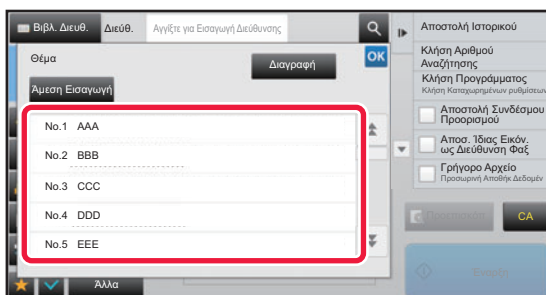 Βιβλ. Διευθ.
Διεύθ.
Αγγίξτε για Εισαγωγή Διεύθυνσης
Θέμα
Διαγραφή
OK
Άμεση Εισαγωγή
No.1 AAA
No.2 BBB
No.3 CCC
No.4 DDD
No.5 EEE
Άλλα
Αποστολή Ιστορικού
Κλήση Αριθμού
Αναζήτησης
Κλήση Προγράμματος
Κλήση Καταχωρημένων ρυθμίσεων
Αποστολή Συνδέσμου
Προορισμού
Αποσ. Ίδιας Εικόν.
ως Διεύθυνση Φαξ
Γρήγορο Αρχείο
Προσωρινή Αποθήκ Δεδομέν
CA
Έναρξη